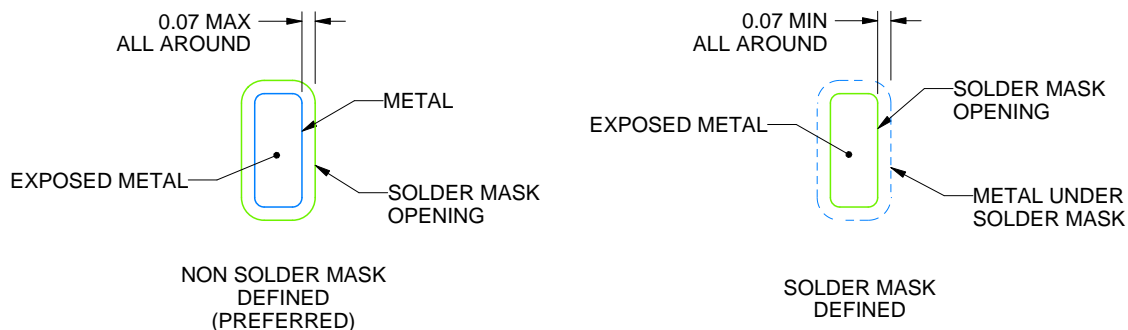 0.07 MAX
ALL AROUND
METAL
EXPOSED METAL
SOLDER MASK
OPENING
NON SOLDER MASK
DEFINED
(PREFERRED)
0.07 MIN
ALL AROUND
SOLDER MASK
OPENING
EXPOSED METAL
METAL UNDER
SOLDER MASK
SOLDER MASK
DEFINED